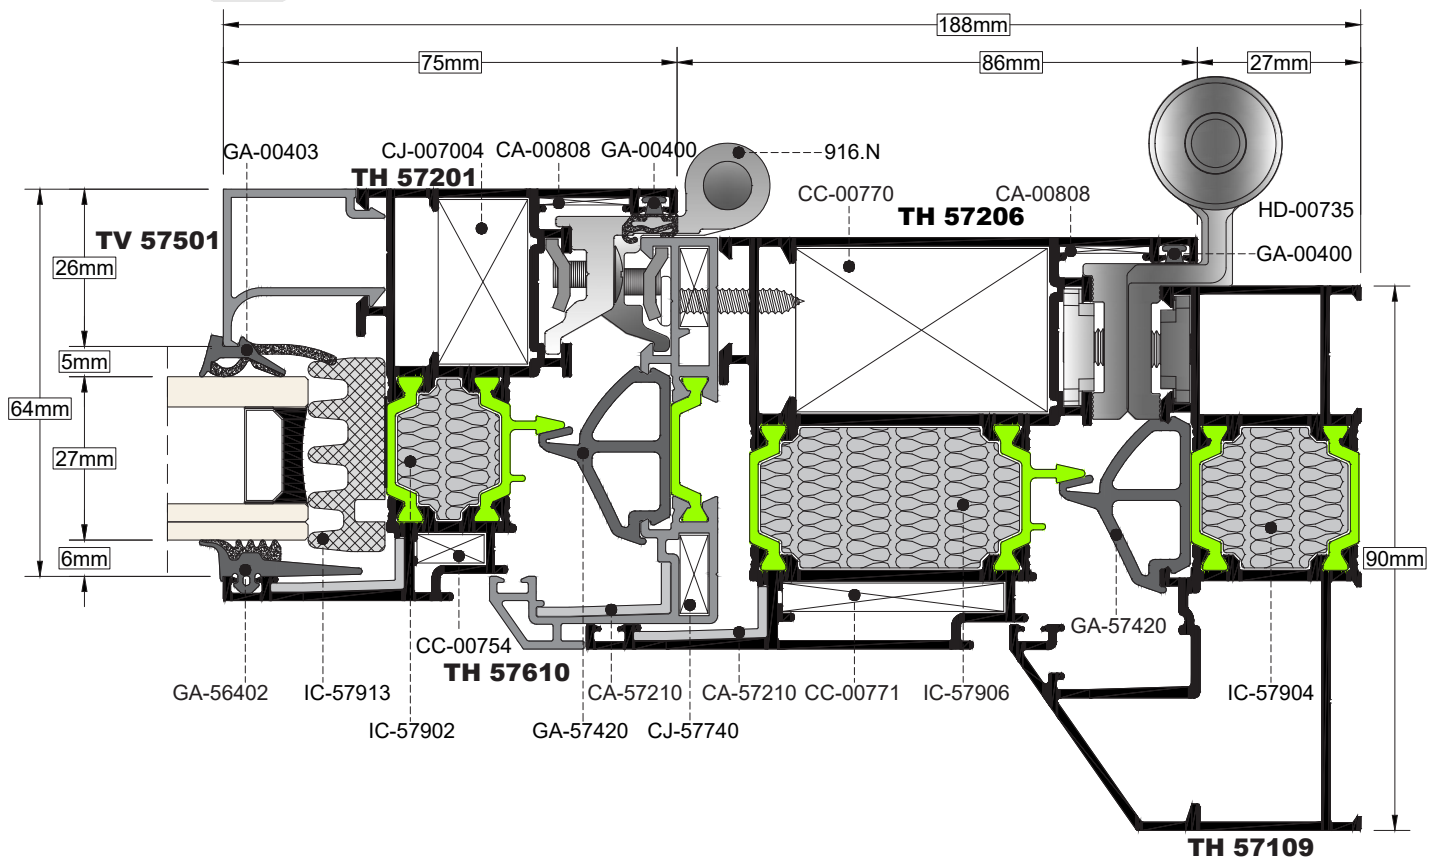 188mm
75mm
86mm
27mm
GA-00403
CJ-007004
CA-00808
GA-00400
916.N
TH 57201
CC-00770
CA-00808
TH 57206
HD-00735
TV 57501
GA-00400
26mm
5mm
64mm
27mm
6mm
90mm
GA-57420
CC-00754
TH 57610
GA-56402
IC-57913
CA-57210
CA-57210
CC-00771
IC-57906
IC-57904
IC-57902
GA-57420
CJ-57740
TH 57109